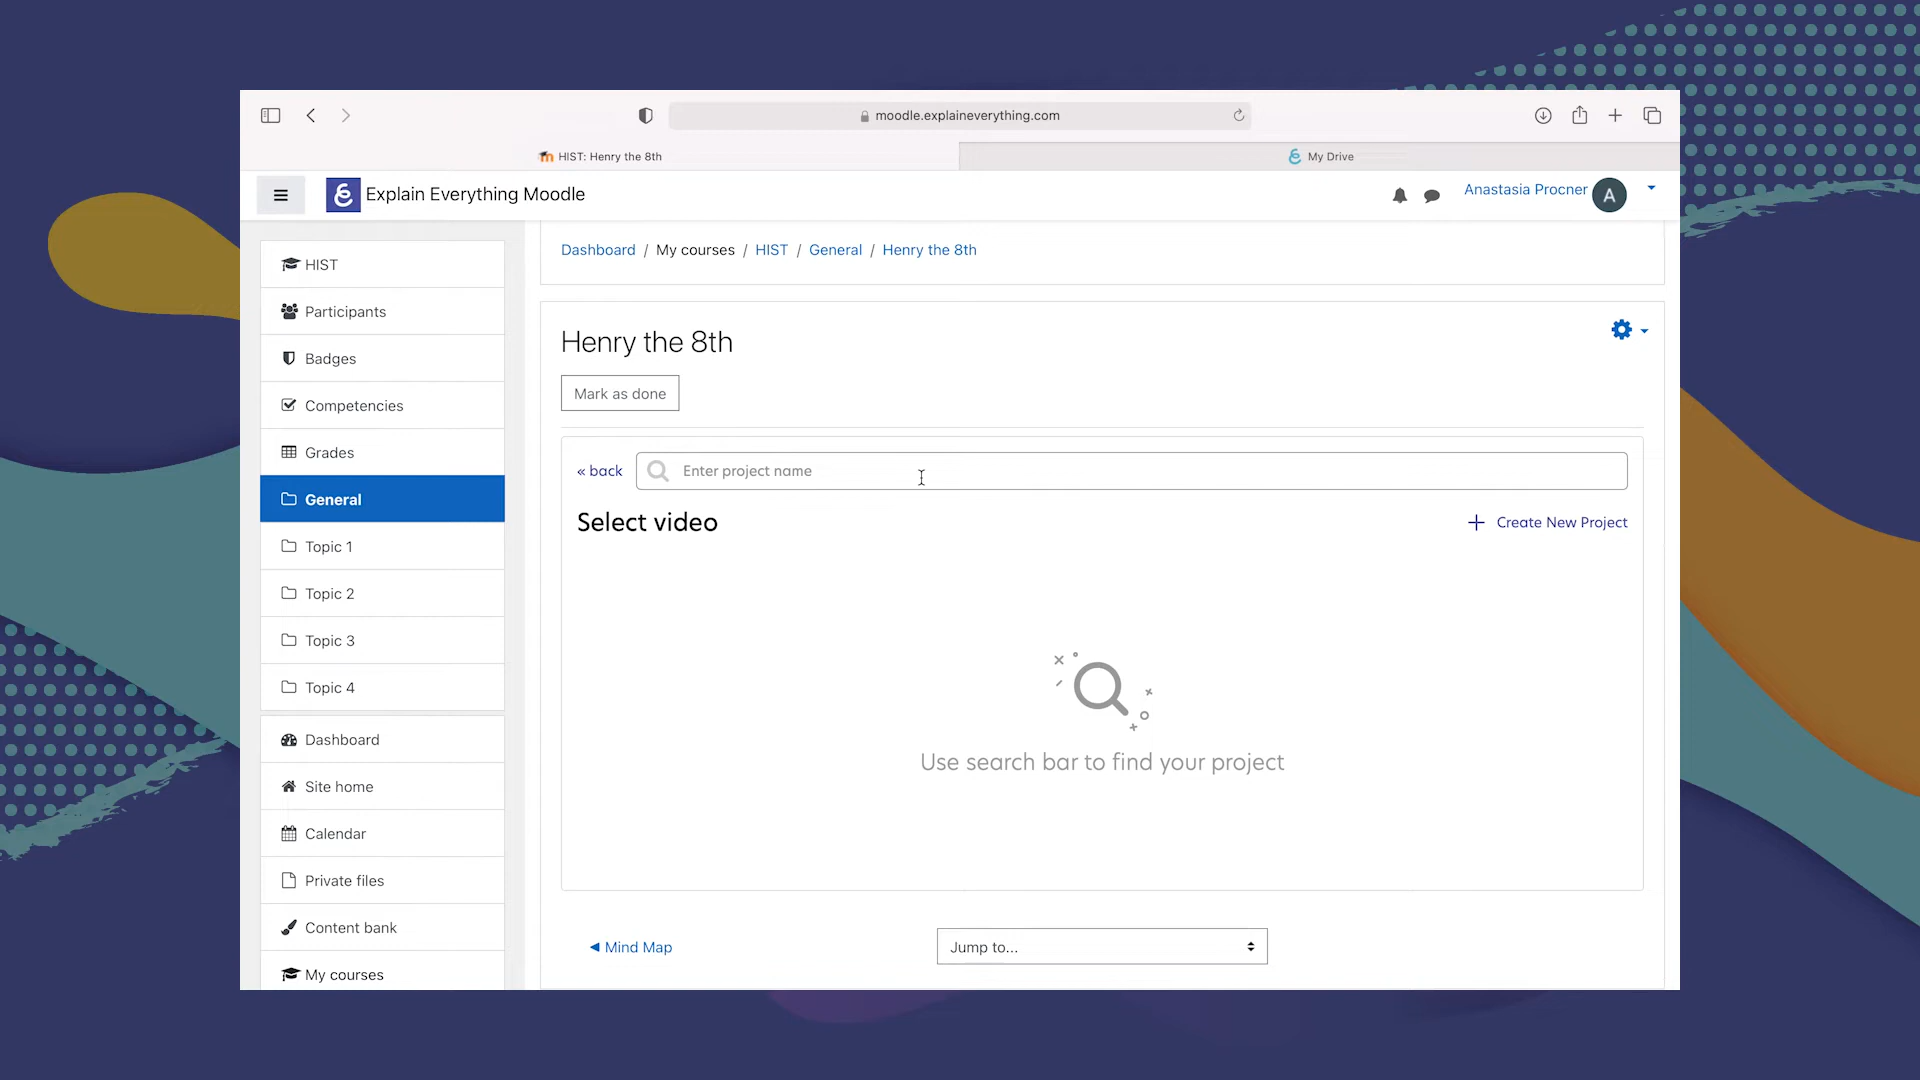 moodle.explaineverything.com
HIST: Henry the 8th
My Drive
Explain Everything Moodle
Anastasia Procner
A
Dashboard / My courses / HIST / General / Henry the 8th
HIST
Participants
Badges
Competencies
Grades
General
Topic 1
Topic 2
Topic 3
Topic 4
Dashboard
Site home
Calendar
Private files
Content bank
My courses
Henry the 8th
Mark as done
« back
Enter project name
Select video
+ Create New Project
Use search bar to find your project
◄ Mind Map
Jump to...